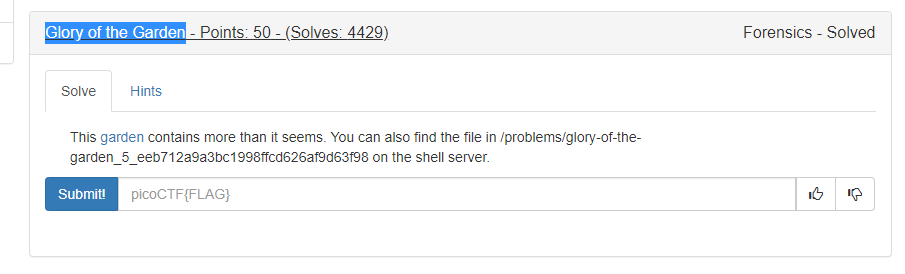 Glory of the Garden - Points: 50 - (Solves: 4429) Forensics - Solved
Solve Hints
This garden contains more than it seems. You can also find the file in /problems/glory-of-the-
garden_5_eeb712a9a3bc1998ffcd626af9d63f98 on the shell server.
Submit! picoCTF{FLAG}